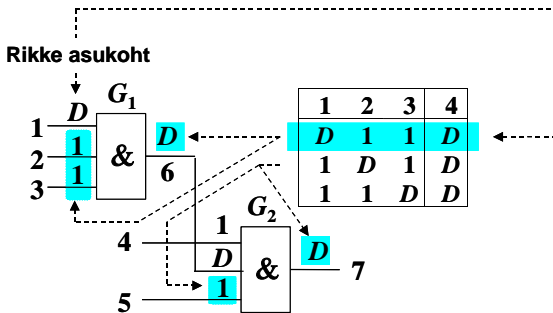 Rikke asukoht
G1
1 D
2 1
3 1
&
D
6
1 2 3 4
D 1 1 D
1 D 1 D
1 1 D D
G2
4 1
D
5 1
&
D
7